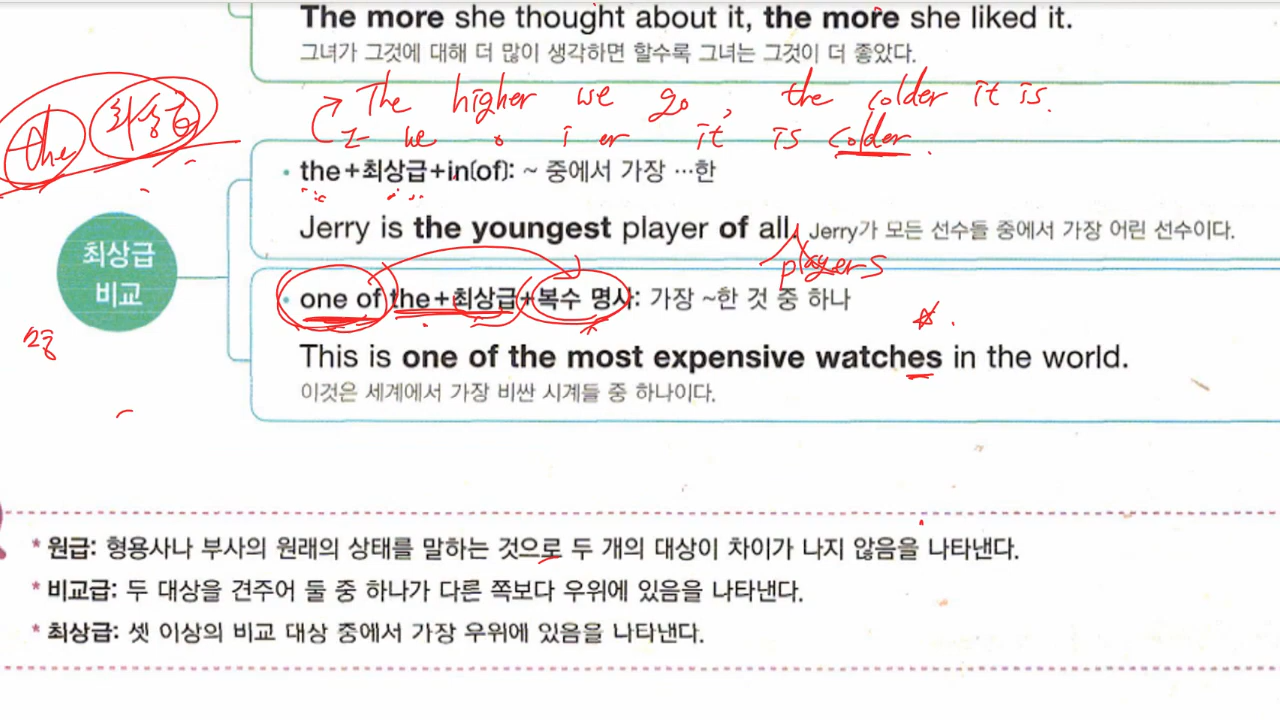 The more she thought about it, the more she liked it.
그녀가 그것에 대해 더 많이 생각하면 할수록 그녀는 그것이 더 좋았다.
The higher we go, the colder it is.
it is colder.
the 최상급
the+최상급+in(of): ~ 중에서 가장 …한
Jerry is the youngest player of all. Jerry가 모든 선수들 중에서 가장 어린 선수이다.
players
최상급
비교
one of the+최상급+복수 명사: 가장 ~한 것 중 하나
This is one of the most expensive watches in the world.
이것은 세계에서 가장 비싼 시계들 중 하나이다.
* 원급: 형용사나 부사의 원래의 상태를 말하는 것으로 두 개의 대상이 차이가 나지 않음을 나타낸다.
* 비교급: 두 대상을 견주어 둘 중 하나가 다른 쪽보다 우위에 있음을 나타낸다.
* 최상급: 셋 이상의 비교 대상 중에서 가장 우위에 있음을 나타낸다.